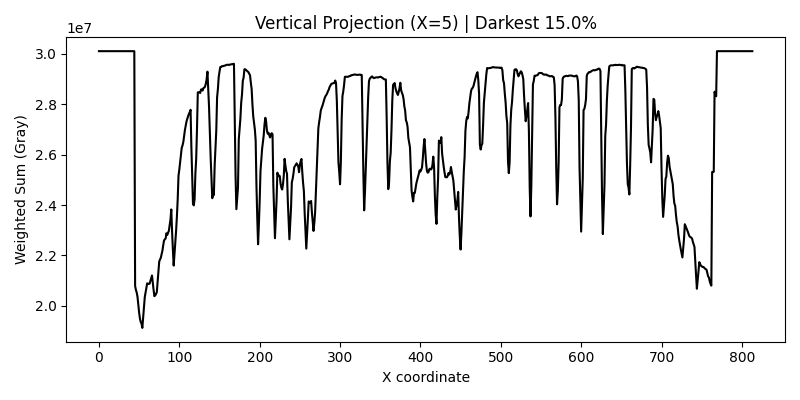 Vertical Projection (X=5) | Darkest 15.0%
1e7
3.0
2.8
2.6
2.4
2.2
2.0
Weighted Sum (Gray)
0 100 200 300 400 500 600 700 800
X coordinate